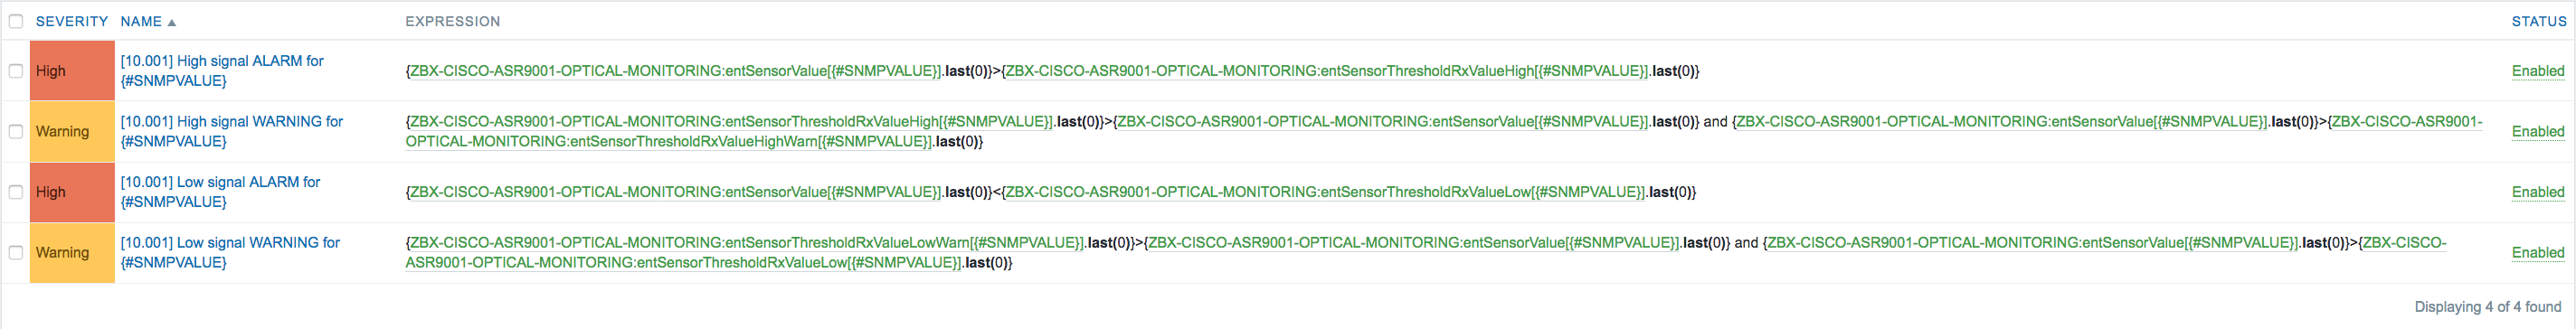 SEVERITY NAME ▲ EXPRESSION STATUS
High
[10.001] High signal ALARM for
{#SNMPVALUE}
{ZBX-CISCO-ASR9001-OPTICAL-MONITORING:entSensorValue[{#SNMPVALUE}].last(0)}>{ZBX-CISCO-ASR9001-OPTICAL-MONITORING:entSensorThresholdRxValueHigh[{#SNMPVALUE}].last(0)}
Enabled
Warning
[10.001] High signal WARNING for
{#SNMPVALUE}
{ZBX-CISCO-ASR9001-OPTICAL-MONITORING:entSensorThresholdRxValueHigh[{#SNMPVALUE}].last(0)}>{ZBX-CISCO-ASR9001-OPTICAL-MONITORING:entSensorValue[{#SNMPVALUE}].last(0)} and {ZBX-CISCO-ASR9001-OPTICAL-MONITORING:entSensorValue[{#SNMPVALUE}].last(0)}>{ZBX-CISCO-ASR9001-
OPTICAL-MONITORING:entSensorThresholdRxValueHighWarn[{#SNMPVALUE}].last(0)}
Enabled
High
[10.001] Low signal ALARM for
{#SNMPVALUE}
{ZBX-CISCO-ASR9001-OPTICAL-MONITORING:entSensorValue[{#SNMPVALUE}].last(0)}<{ZBX-CISCO-ASR9001-OPTICAL-MONITORING:entSensorThresholdRxValueLow[{#SNMPVALUE}].last(0)}
Enabled
Warning
[10.001] Low signal WARNING for
{#SNMPVALUE}
{ZBX-CISCO-ASR9001-OPTICAL-MONITORING:entSensorThresholdRxValueLowWarn[{#SNMPVALUE}].last(0)}>{ZBX-CISCO-ASR9001-OPTICAL-MONITORING:entSensorValue[{#SNMPVALUE}].last(0)} and {ZBX-CISCO-ASR9001-OPTICAL-MONITORING:entSensorValue[{#SNMPVALUE}].last(0)}>{ZBX-CISCO-
ASR9001-OPTICAL-MONITORING:entSensorThresholdRxValueLow[{#SNMPVALUE}].last(0)}
Enabled
Displaying 4 of 4 found